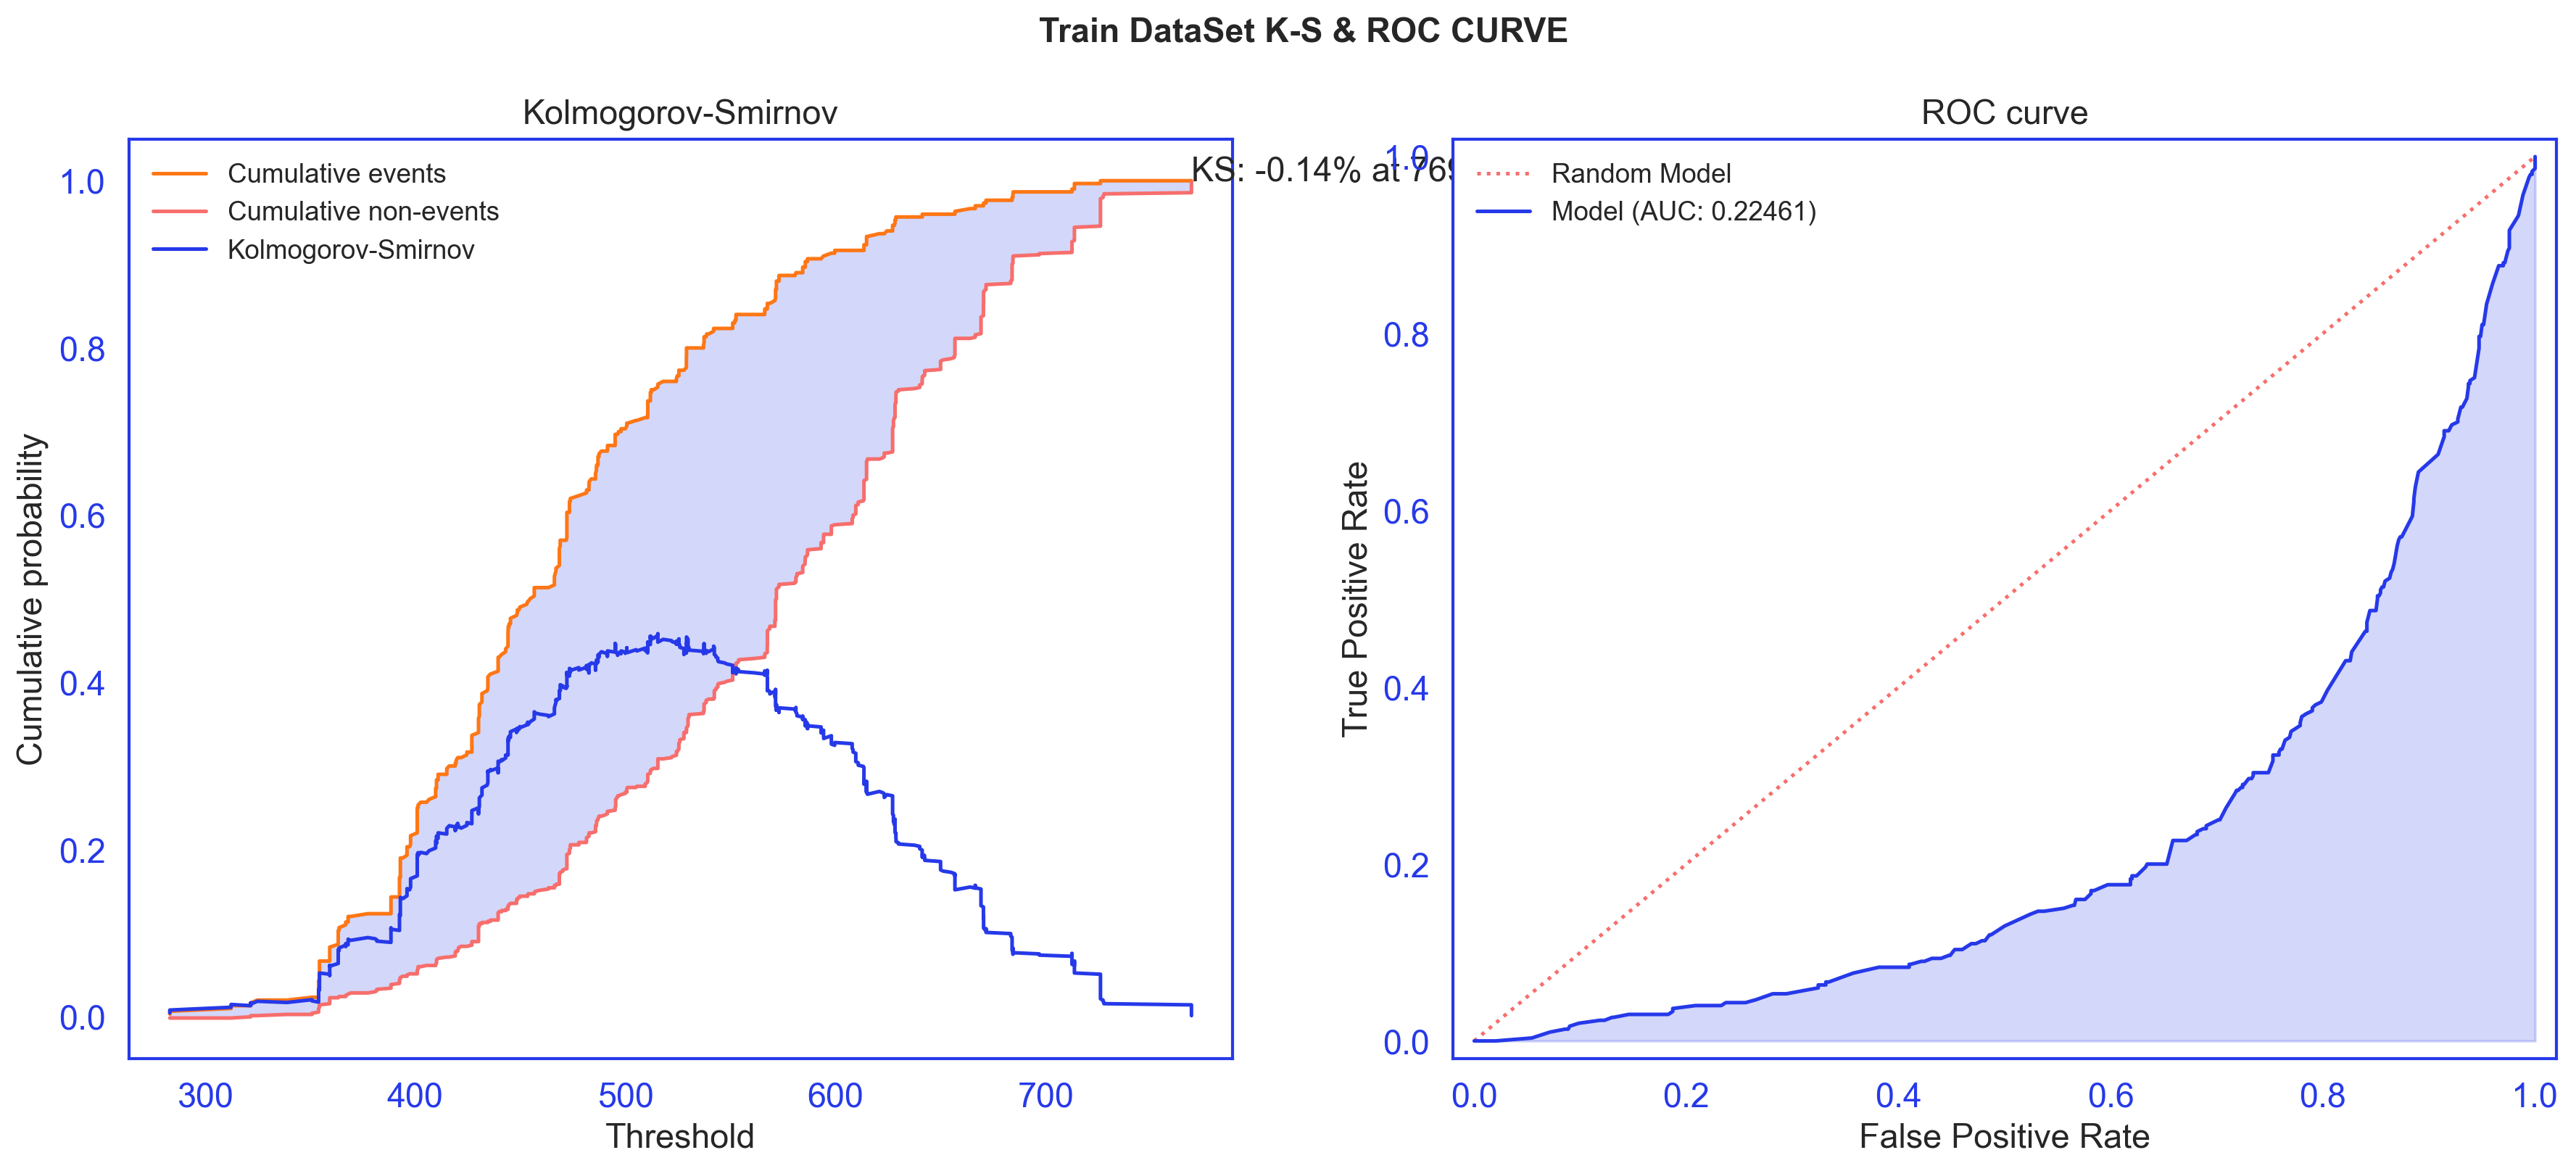 Train DataSet K-S & ROC CURVE
Kolmogorov-Smirnov
KS: -0.14% at 769
Cumulative events
Cumulative non-events
Kolmogorov-Smirnov
Cumulative probability
1.0
0.8
0.6
0.4
0.2
0.0
300 400 500 600 700
Threshold
ROC curve
Random Model
Model (AUC: 0.22461)
True Positive Rate
1.0
0.8
0.6
0.4
0.2
0.0
0.0 0.2 0.4 0.6 0.8 1.0
False Positive Rate